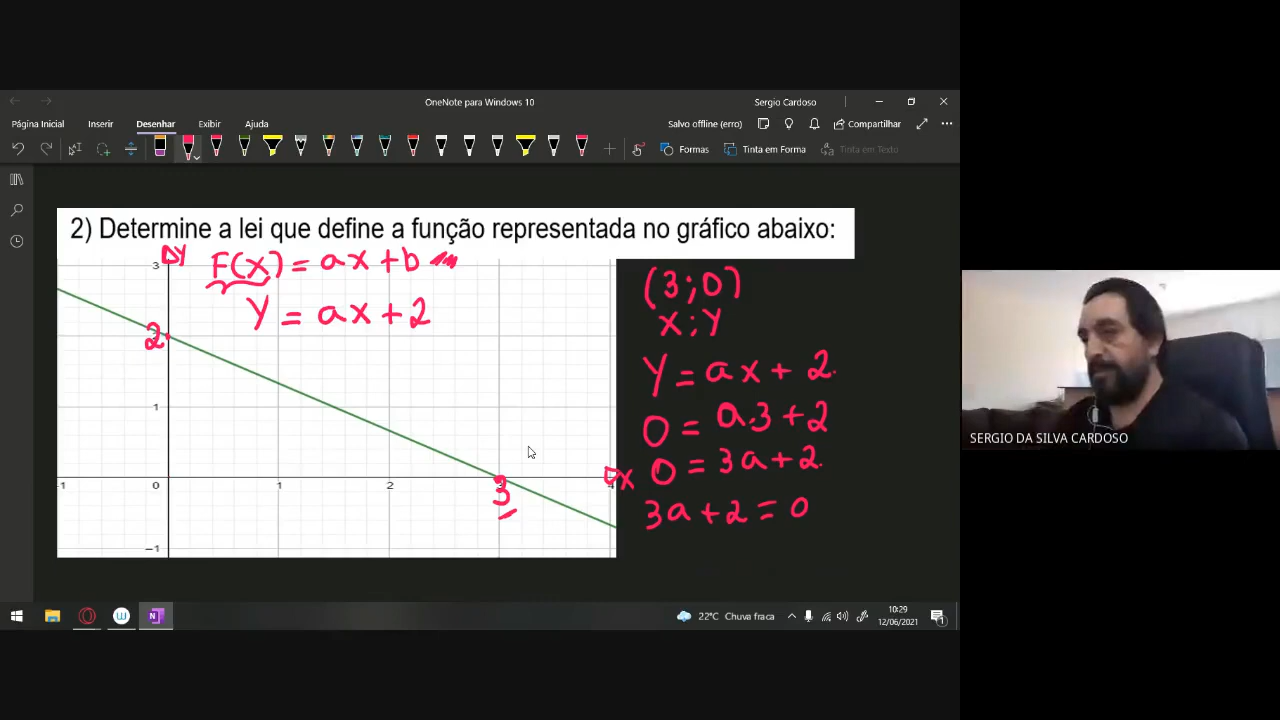 OneNote para Windows 10
Sergio Cardoso
Página Inicial Inserir Desenhar Exibir Ajuda
Salvo offline (erro) Compartilhar
Formas Tinta em Forma Tinta em Texto
2) Determine a lei que define a função representada no gráfico abaixo:
Y
F(x) = ax + b
Y = ax + 2
3
2
1
-1 0 1 2 3 4
x
-1
(3;0)
x;y
Y = ax + 2.
0 = a.3 + 2
0 = 3a + 2.
3a + 2 = 0
SERGIO DA SILVA CARDOSO
22°C Chuva fraca
10:29
12/06/2021
1